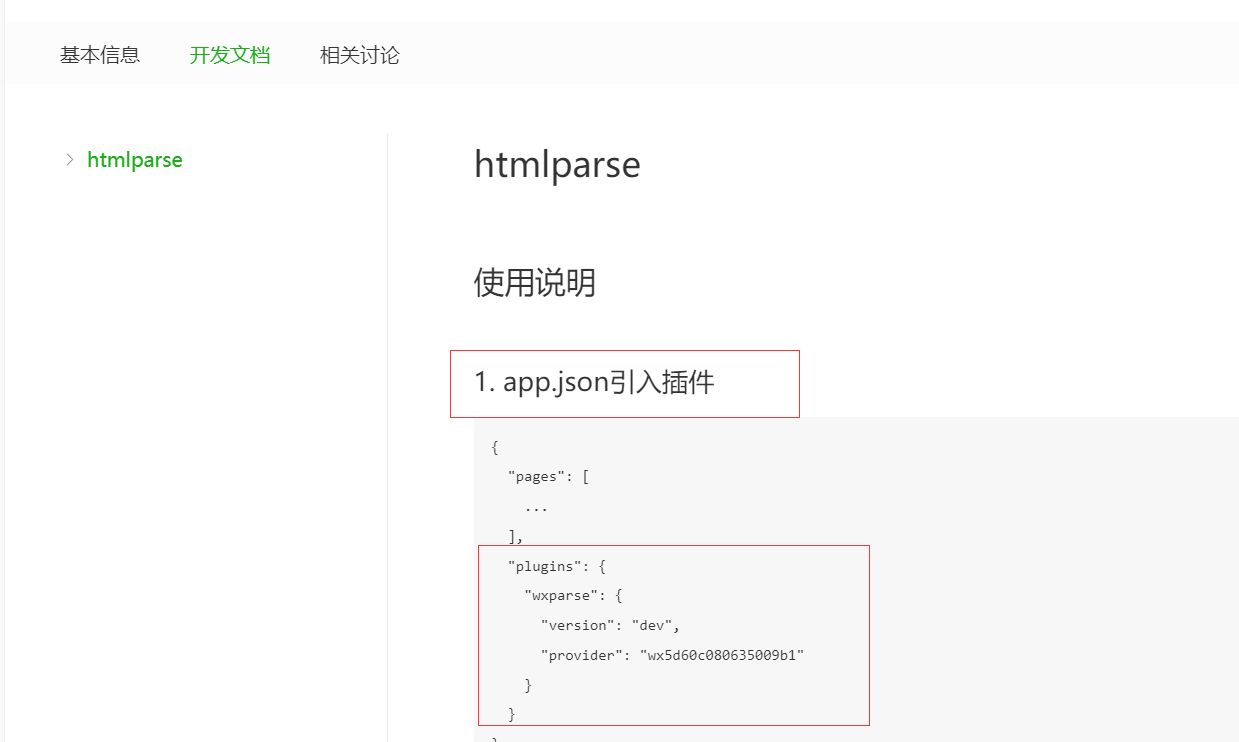 基本信息 开发文档 相关讨论
htmlparse
htmlparse
使用说明
1. app.json引入插件
{
"pages": [
...
],
"plugins": {
"wxparse": {
"version": "dev",
"provider": "wx5d60c080635009b1"
}
}